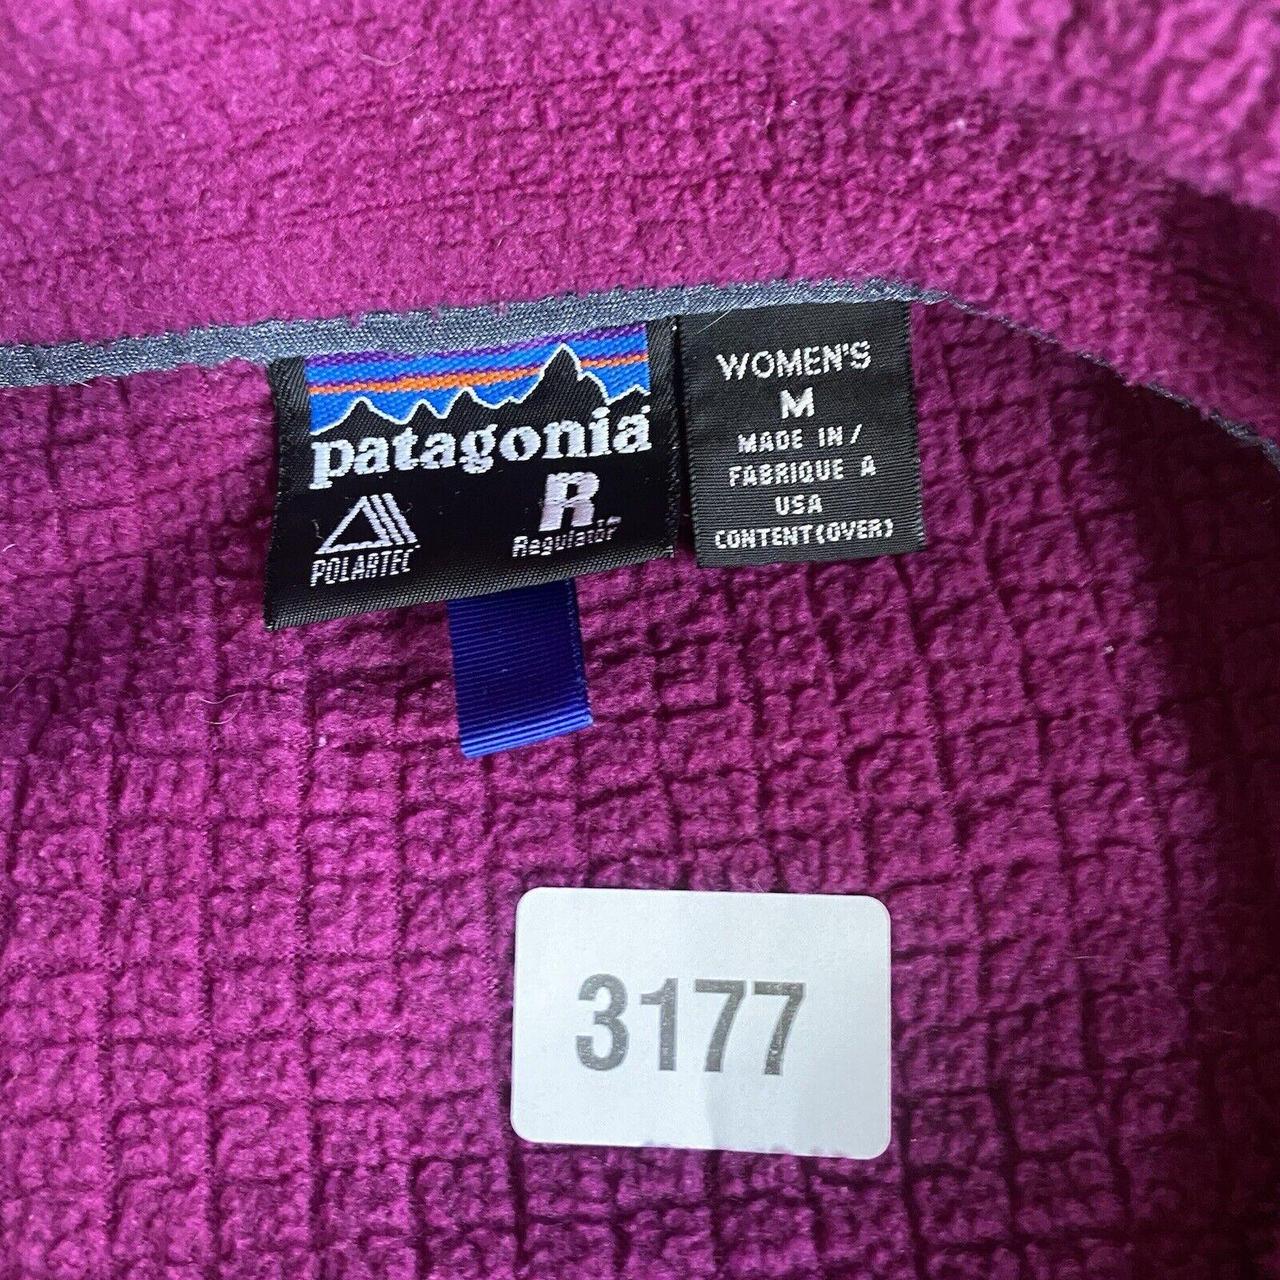 patagonia
POLARTEC
R
Regulator
WOMEN'S
M
MADE IN /
FABRIQUE A
USA
CONTENT(OVER)
3177